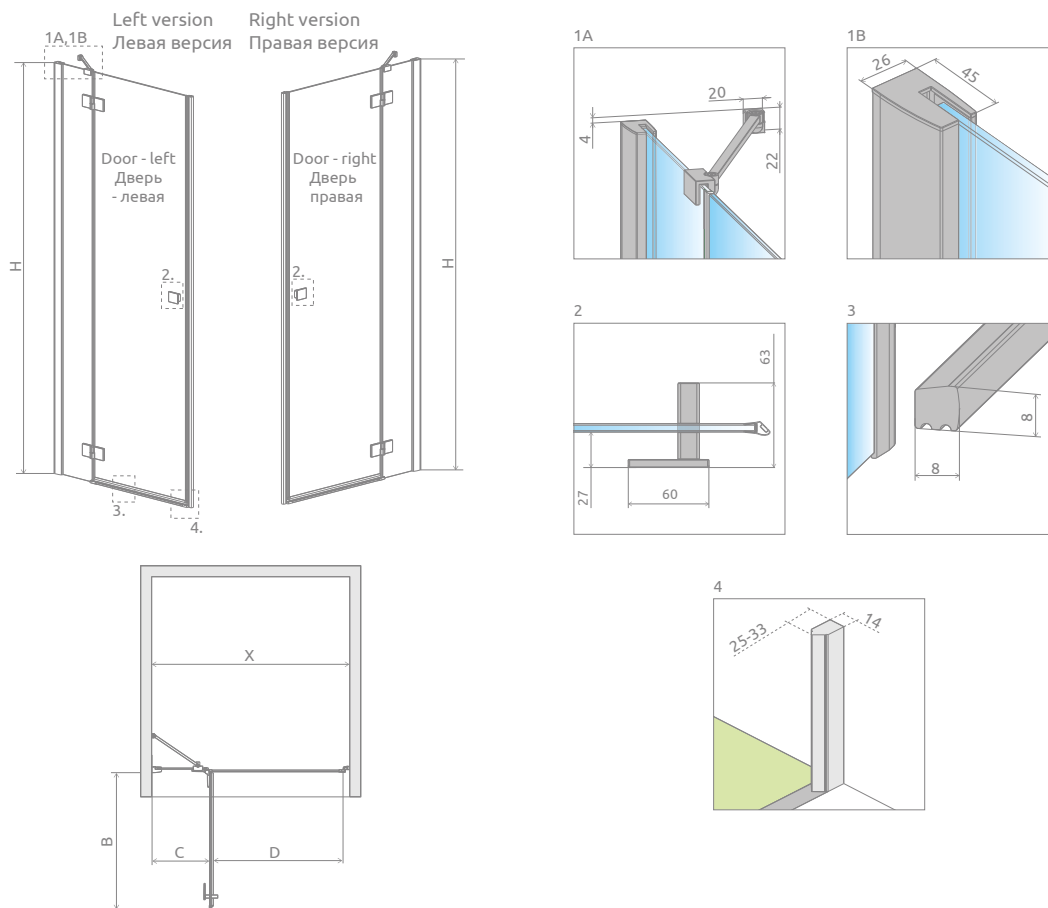 Left version
Левая версия
Right version
Правая версия
1A,1B
Door - left
Дверь
- левая
Door - right
Дверь
правая
H
H
2.
2.
3.
4.
1A
20
4
22
1B
26
45
2
63
27
60
3
8
8
X
B
C
D
4
25-33
14